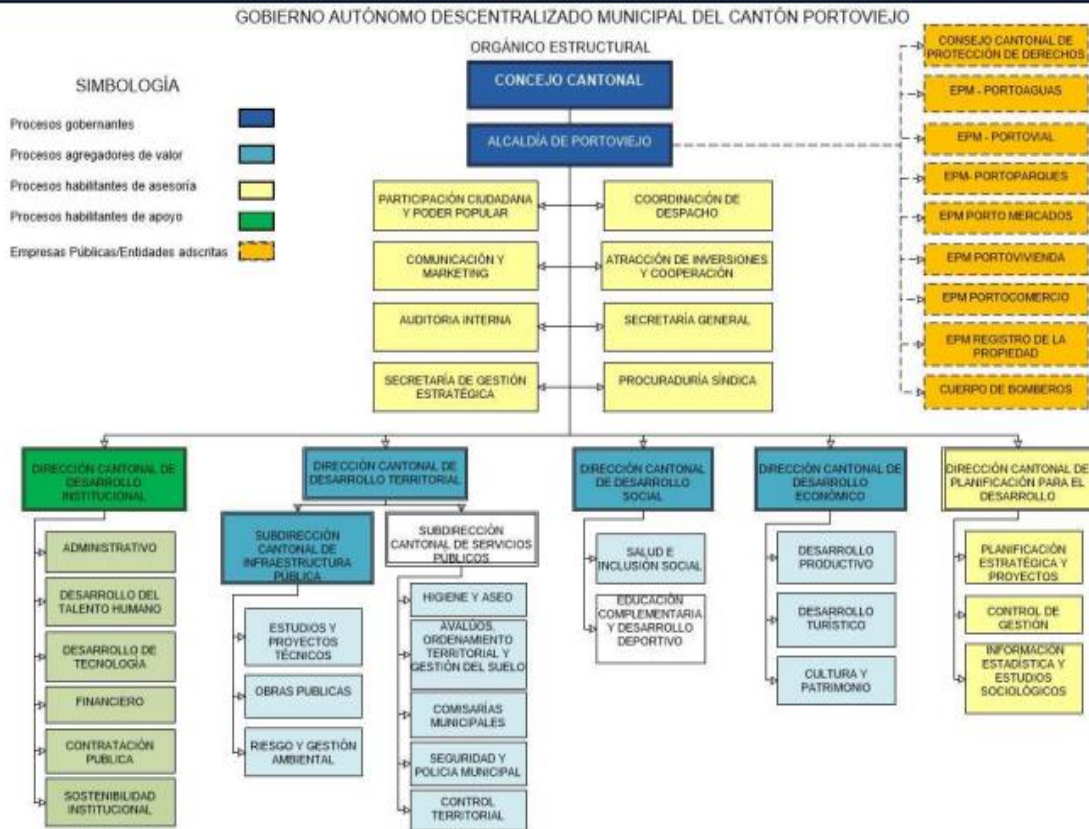 GOBIERNO AUTÓNOMO DESCENTRALIZADO MUNICIPAL DEL CANTÓN PORTOVIEJO
ORGÁNICO ESTRUCTURAL
SIMBOLOGÍA
Procesos gobernantes
Procesos agregadores de valor
Procesos habilitantes de asesoría
Procesos habilitantes de apoyo
Empresas Públicas/Entidades adscritas
CONCEJO CANTONAL
ALCALDÍA DE PORTOVIEJO
PARTICIPACIÓN CIUDADANA
Y PODER POPULAR
COORDINACIÓN DE
DESPACHO
COMUNICACIÓN Y
MARKETING
ATRACCIÓN DE INVERSIONES
Y COOPERACIÓN
AUDITORIA INTERNA
SECRETARÍA GENERAL
SECRETARÍA DE GESTIÓN
ESTRATÉGICA
PROCURADURÍA SÍNDICA
CONSEJO CANTONAL DE
PROTECCIÓN DE DERECHOS
EPM - PORTOAGUAS
EPM - PORTOVIAL
EPM- PORTOPARQUES
EPM PORTO MERCADOS
EPM PORTOVIVIENDA
EPM PORTOCOMERCIO
EPM REGISTRO DE LA
PROPIEDAD
CUERPO DE BOMBEROS
DIRECCIÓN CANTONAL DE
DESARROLLO
INSTITUCIONAL
ADMINISTRATIVO
DESARROLLO DEL
TALENTO HUMANO
DESARROLLO DE
TECNOLOGÍA
FINANCIERO
CONTRATACIÓN
PUBLICA
SOSTENIBILIDAD
INSTITUCIONAL
DIRECCIÓN CANTONAL DE
DESARROLLO TERRITORIAL
SUBDIRECCIÓN
CANTONAL DE
INFRAESTRUCTURA
PÚBLICA
ESTUDIOS Y
PROYECTOS
TÉCNICOS
OBRAS PUBLICAS
RIESGO Y GESTIÓN
AMBIENTAL
SUBDIRECCIÓN
CANTONAL DE SERVICIOS
PÚBLICOS
HIGIENE Y ASEO
AVALÚOS,
ORDENAMIENTO
TERRITORIAL Y
GESTIÓN DEL SUELO
COMISARÍAS
MUNICIPALES
SEGURIDAD Y
POLICIA MUNICIPAL
CONTROL
TERRITORIAL
DIRECCIÓN CANTONAL
DE DESARROLLO
SOCIAL
SALUD E
INCLUSIÓN SOCIAL
EDUCACIÓN
COMPLEMENTARIA
Y DESARROLLO
DEPORTIVO
DIRECCIÓN CANTONAL DE
DESARROLLO
ECONÓMICO
DESARROLLO
PRODUCTIVO
DESARROLLO
TURÍSTICO
CULTURA Y
PATRIMONIO
DIRECCIÓN CANTONAL DE
PLANIFICACIÓN PARA EL
DESARROLLO
PLANIFICACIÓN
ESTRATÉGICA Y
PROYECTOS
CONTROL DE
GESTIÓN
INFORMACIÓN
ESTADÍSTICA Y
ESTUDIOS
SOCIOLÓGICOS